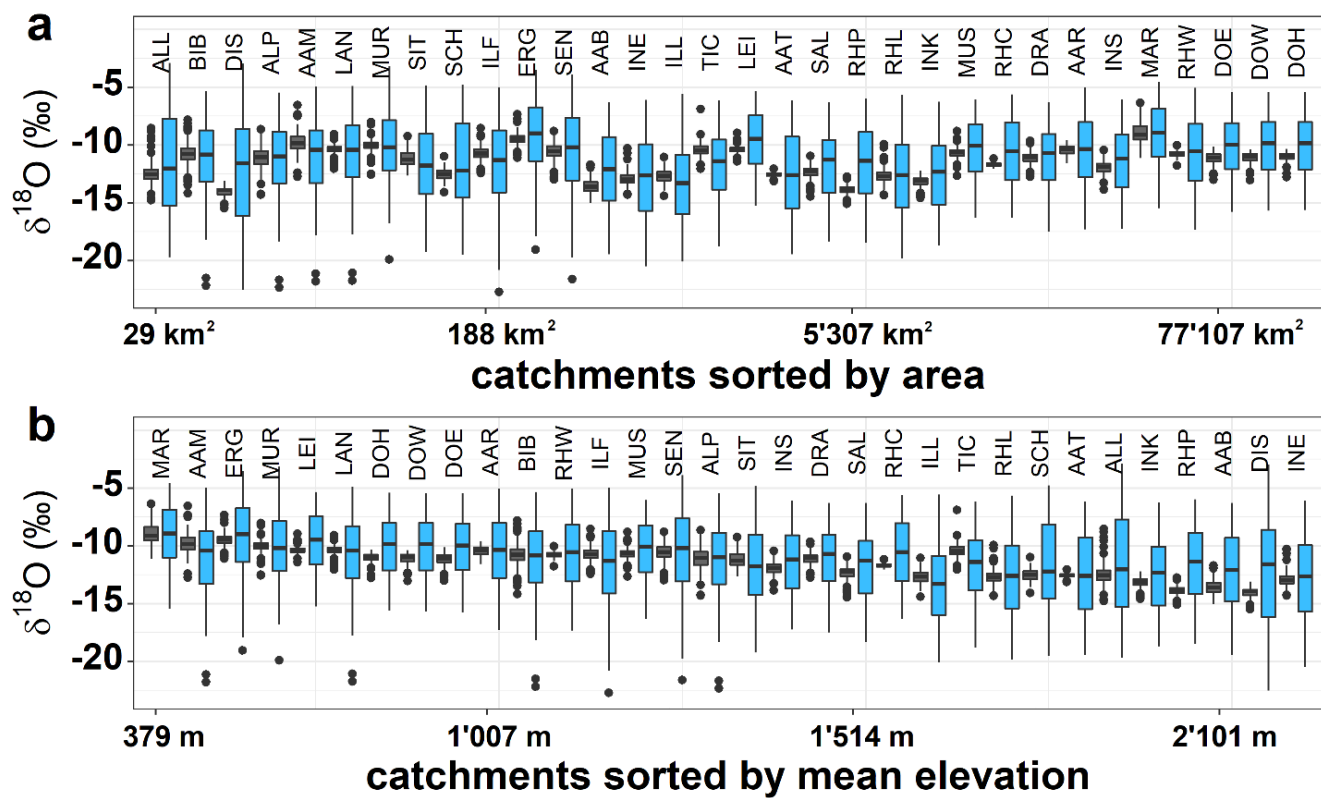 a
ALL BIB DIS ALP AAM LAN MUR SIT SCH ILF ERG SEN AAB INE ILL TIC LEI AAT SAL RHP RHL INK MUS RHC DRA AAR INS MAR RHW DOE DOW DOH
-5
-10
-15
-20
δ¹⁸O (‰)
29 km² 188 km² 5'307 km² 77'107 km²
catchments sorted by area
b
MAR AAM ERG MUR LEI LAN DOH DOW DOE AAR BIB RHW ILF MUS SEN ALP SIT INS DRA SAL RHC ILL TIC RHL SCH AAT ALL INK RHP AAB DIS INE
-5
-10
-15
-20
δ¹⁸O (‰)
379 m 1'007 m 1'514 m 2'101 m
catchments sorted by mean elevation